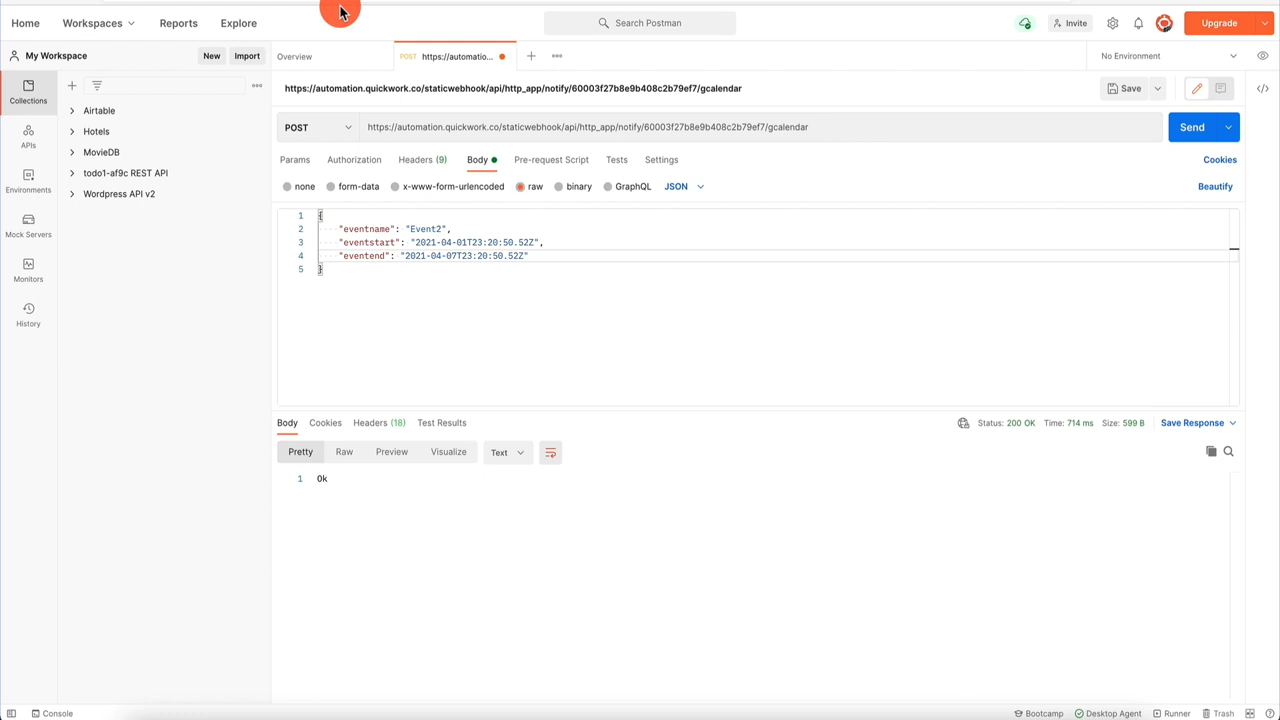 Home Workspaces Reports Explore Search Postman Invite Upgrade
My Workspace New Import Overview POST https://automatio... No Environment
Collections
APIs
Environments
Mock Servers
Monitors
History
Airtable
Hotels
MovieDB
todo1-af9c REST API
Wordpress API v2
https://automation.quickwork.co/staticwebhook/api/http_app/notify/60003f27b8e9b408c2b79ef7/gcalendar Save
POST https://automation.quickwork.co/staticwebhook/api/http_app/notify/60003f27b8e9b408c2b79ef7/gcalendar Send
Params Authorization Headers (9) Body Pre-request Script Tests Settings Cookies
none form-data x-www-form-urlencoded raw binary GraphQL JSON Beautify
1 {
2 "eventname": "Event2",
3 "eventstart": "2021-04-01T23:20:50.52Z",
4 "eventend": "2021-04-07T23:20:50.52Z"
5 }
Body Cookies Headers (18) Test Results Status: 200 OK Time: 714 ms Size: 599 B Save Response
Pretty Raw Preview Visualize Text
1 Ok
Console Bootcamp Desktop Agent Runner Trash